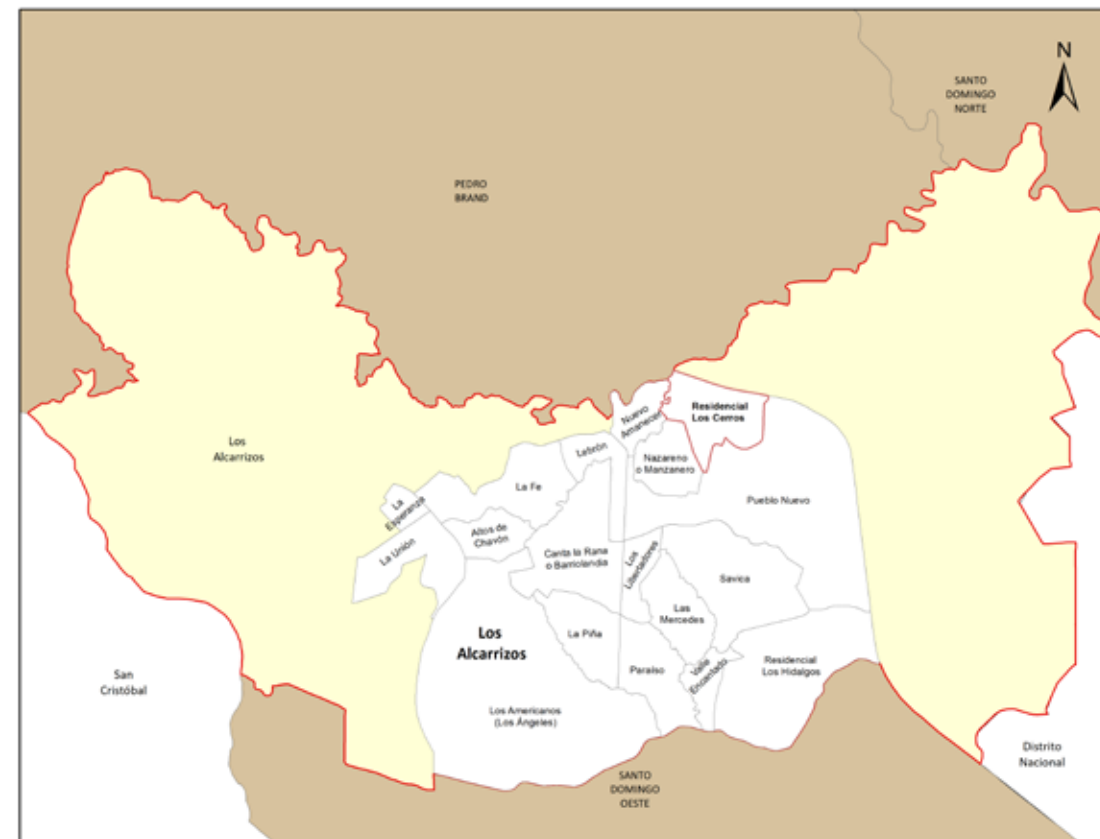 N
SANTO
DOMINGO
NORTE
PEDRO
BRAND
Residencial
Los Cerros
Nuevo
Amanecer
Los
Alcarrizos
Lebrón
Nazareno
o Manzanero
La Fe
Pueblo Nuevo
La
Esperanza
Altos de
Chavón
La Unión
Canta la Rana
o Barriolandia
Los
Libertadores
Savica
Las
Mercedes
Los
Alcarrizos
La Piña
Paraíso
Valle
Encantado
Residencial
Los Hidalgos
San
Cristóbal
Los Americanos
(Los Ángeles)
Distrito
Nacional
SANTO
DOMINGO
OESTE